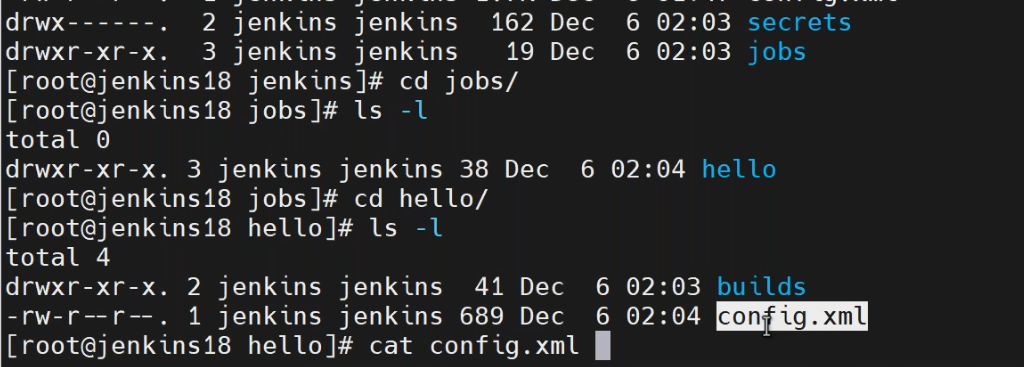 drwx------.  2 jenkins jenkins  162 Dec  6 02:03 secrets
drwxr-xr-x.  3 jenkins jenkins   19 Dec  6 02:03 jobs
[root@jenkins18 jenkins]# cd jobs/
[root@jenkins18 jobs]# ls -l
total 0
drwxr-xr-x. 3 jenkins jenkins 38 Dec  6 02:04 hello
[root@jenkins18 jobs]# cd hello/
[root@jenkins18 hello]# ls -l
total 4
drwxr-xr-x. 2 jenkins jenkins  41 Dec  6 02:03 builds
-rw-r--r--. 1 jenkins jenkins 689 Dec  6 02:04 config.xml
[root@jenkins18 hello]# cat config.xml